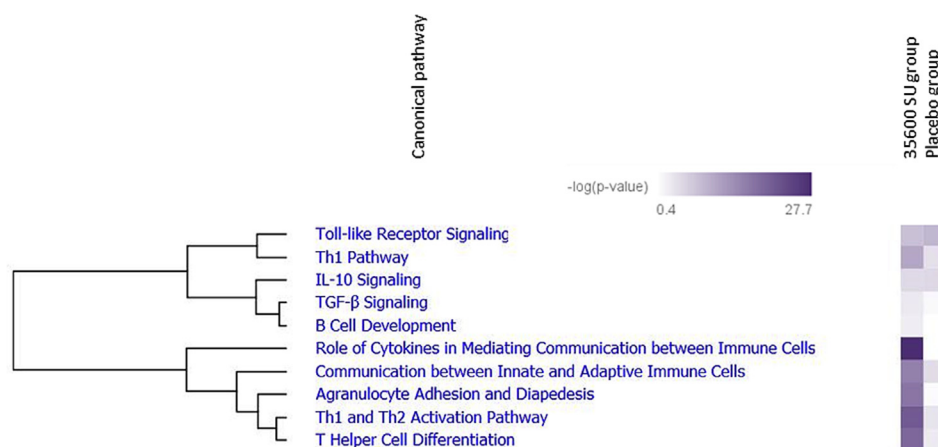 Canonical pathway
35600 SU group
Placebo group
-log(p-value)
0.4 27.7
Toll-like Receptor Signaling
Th1 Pathway
IL-10 Signaling
TGF-β Signaling
B Cell Development
Role of Cytokines in Mediating Communication between Immune Cells
Communication between Innate and Adaptive Immune Cells
Agranulocyte Adhesion and Diapedesis
Th1 and Th2 Activation Pathway
T Helper Cell Differentiation